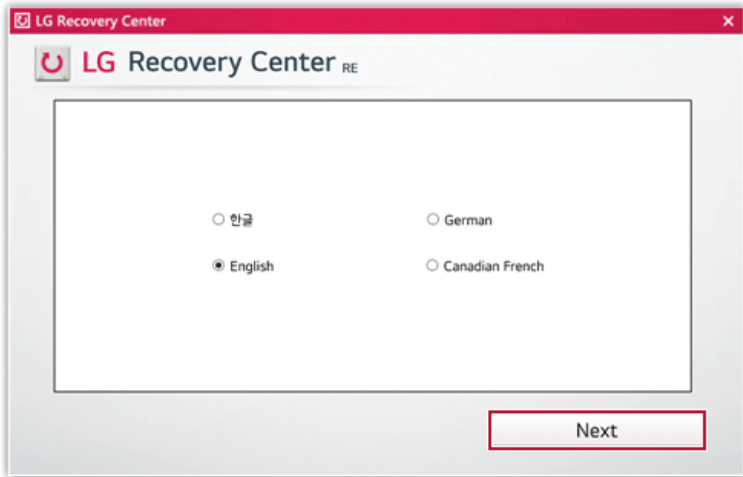 LG Recovery Center
LG Recovery Center RE
한글
German
English
Canadian French
Next